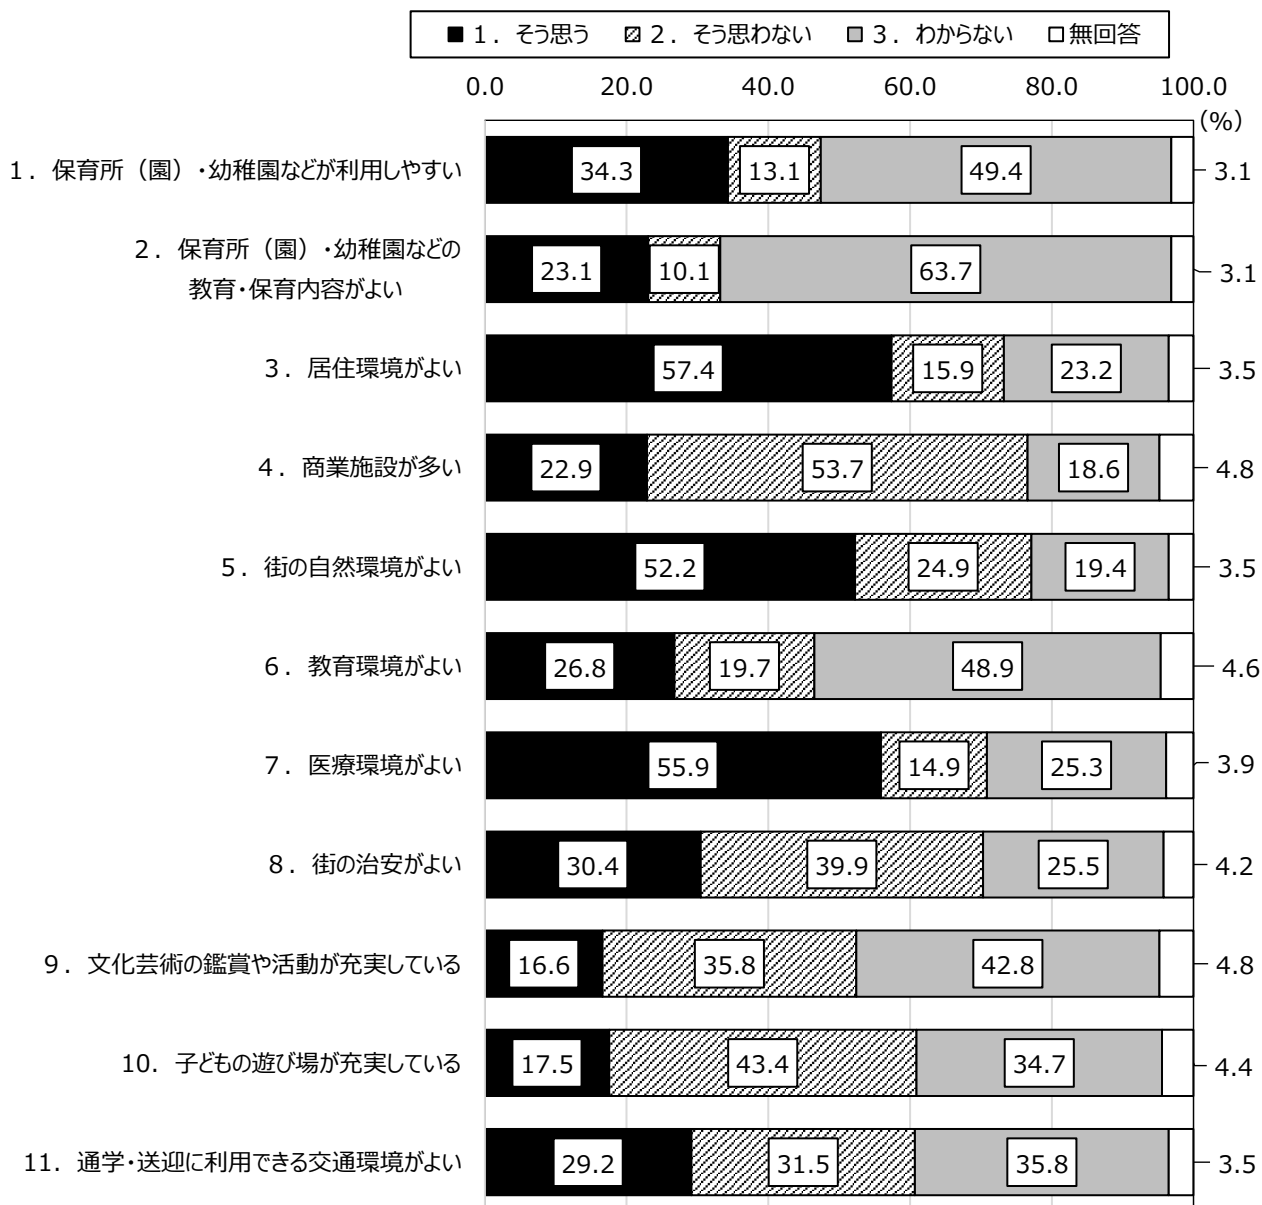 ■１．そう思う ２．そう思わない ■３．わからない □無回答
0.0 20.0 40.0 60.0 80.0 100.0
(%)
１．保育所（園）・幼稚園などが利用しやすい 34.3 13.1 49.4 3.1
２．保育所（園）・幼稚園などの
教育・保育内容がよい 23.1 10.1 63.7 3.1
３．居住環境がよい 57.4 15.9 23.2 3.5
４．商業施設が多い 22.9 53.7 18.6 4.8
５．街の自然環境がよい 52.2 24.9 19.4 3.5
６．教育環境がよい 26.8 19.7 48.9 4.6
７．医療環境がよい 55.9 14.9 25.3 3.9
８．街の治安がよい 30.4 39.9 25.5 4.2
９．文化芸術の鑑賞や活動が充実している 16.6 35.8 42.8 4.8
10．子どもの遊び場が充実している 17.5 43.4 34.7 4.4
11．通学・送迎に利用できる交通環境がよい 29.2 31.5 35.8 3.5